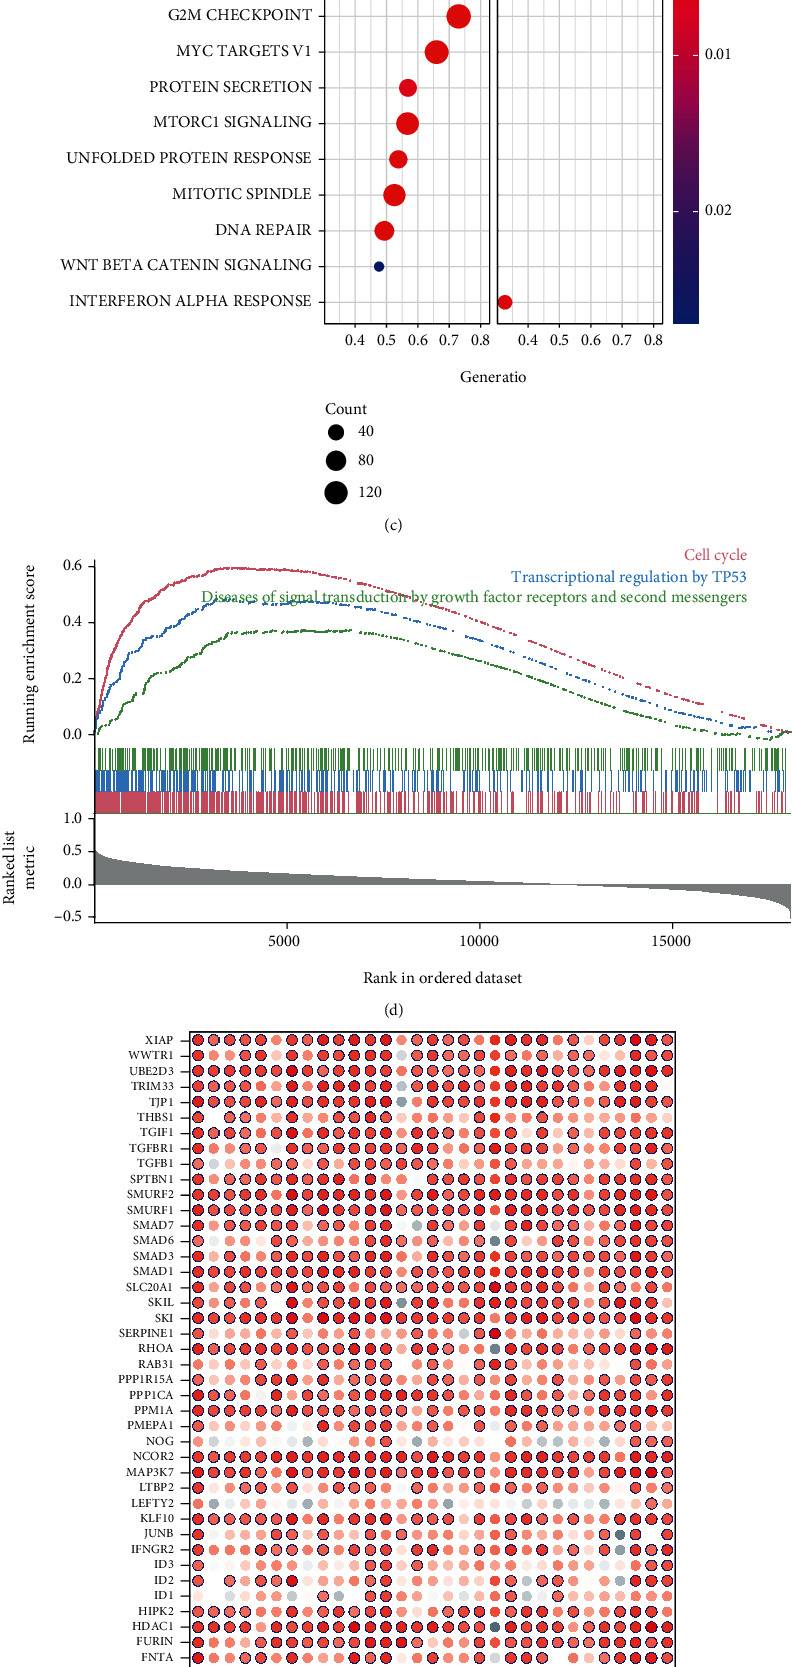 G2M CHECKPOINT
MYC TARGETS V1
PROTEIN SECRETION
MTORC1 SIGNALING
UNFOLDED PROTEIN RESPONSE
MITOTIC SPINDLE
DNA REPAIR
WNT BETA CATENIN SIGNALING
INTERFERON ALPHA RESPONSE
0.4 0.5 0.6 0.7 0.8 0.4 0.5 0.6 0.7 0.8
Generatio
0.01
0.02
Count
40
80
120
(c)
Cell cycle
Transcriptional regulation by TP53
Diseases of signal transduction by growth factor receptors and second messengers
Running enrichment score
0.6
0.4
0.2
0.0
Ranked list
metric
1.0
0.5
0.0
−0.5
5000 10000 15000
Rank in ordered dataset
(d)
XIAP
WWTR1
UBE2D3
TRIM33
TJP1
THBS1
TGIF1
TGFBR1
TGFB1
SPTBN1
SMURF2
SMURF1
SMAD7
SMAD6
SMAD3
SMAD1
SLC20A1
SKIL
SKI
SERPINE1
RHOA
RAB31
PPP1R15A
PPP1CA
PPM1A
PMEPA1
NOG
NCOR2
MAP3K7
LTBP2
LEFTY2
KLF10
JUNB
IFNGR2
ID3
ID2
ID1
HIPK2
HDAC1
FURIN
FNTA